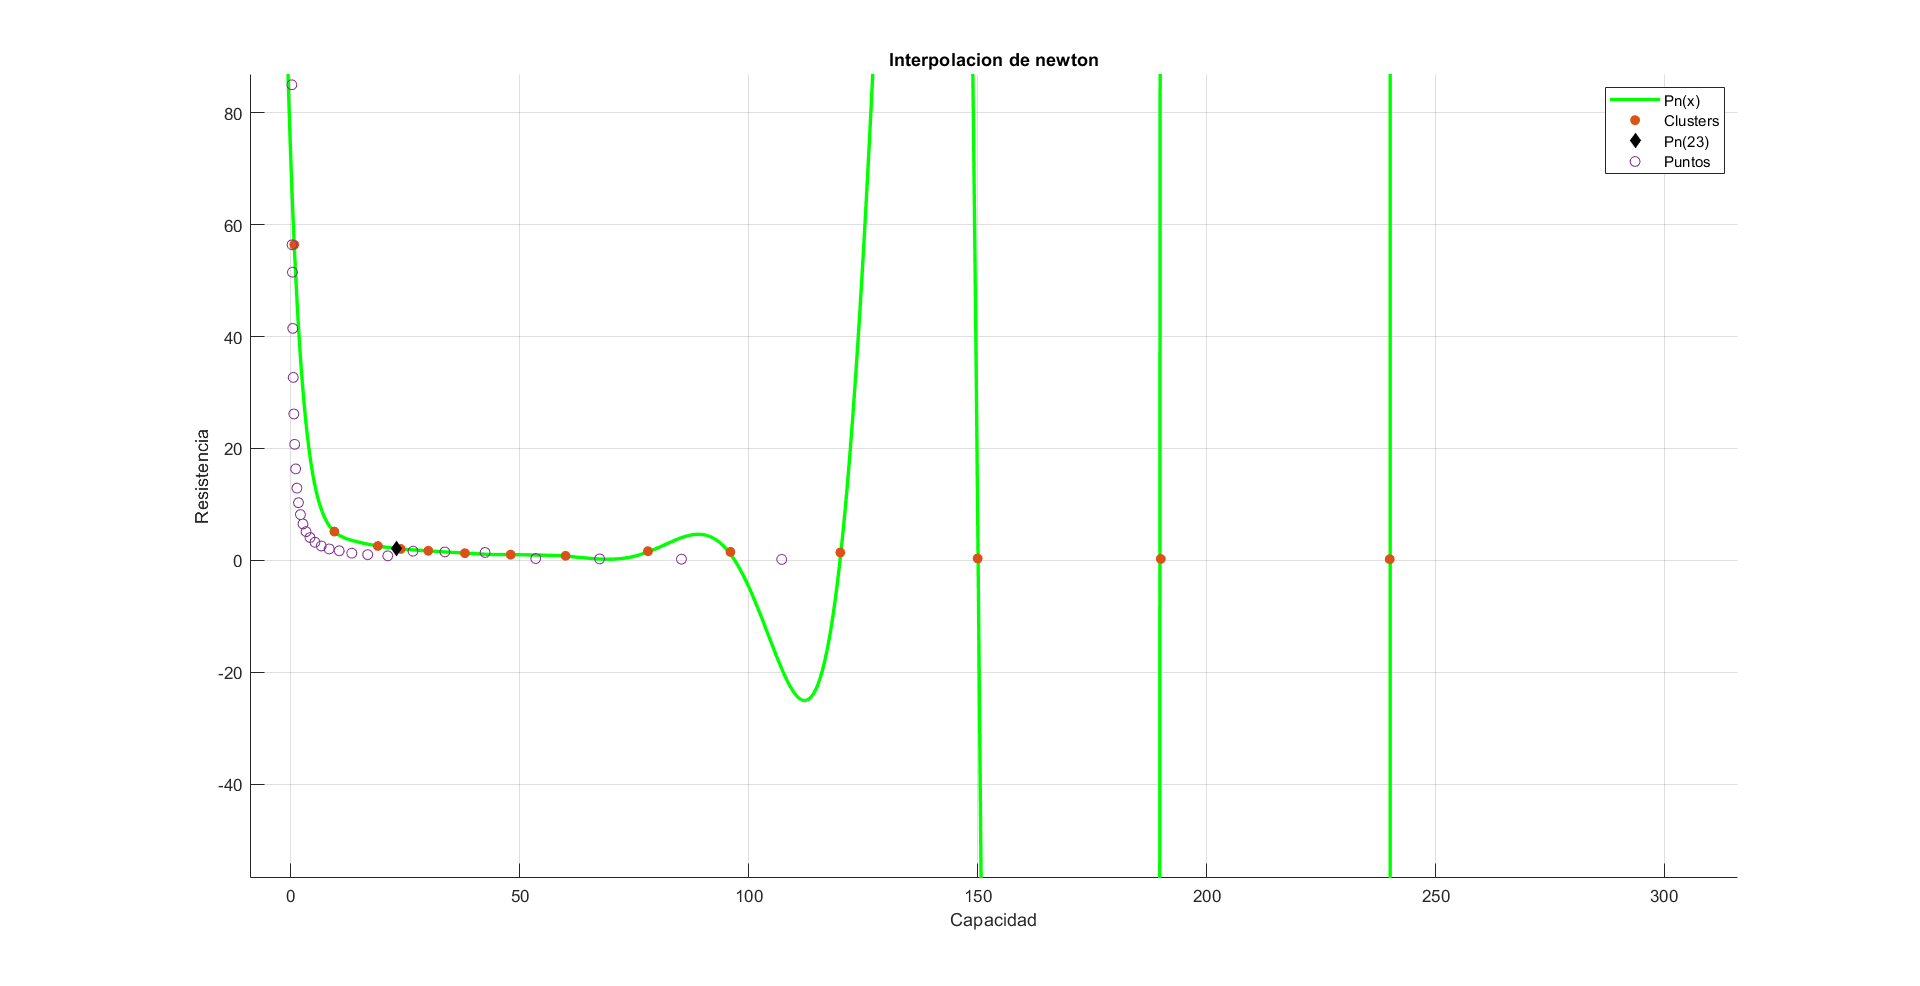 Interpolacion de newton
Pn(x)
Clusters
Pn(23)
Puntos
80
60
40
20
0
-20
-40
Resistencia
0 50 100 150 200 250 300
Capacidad